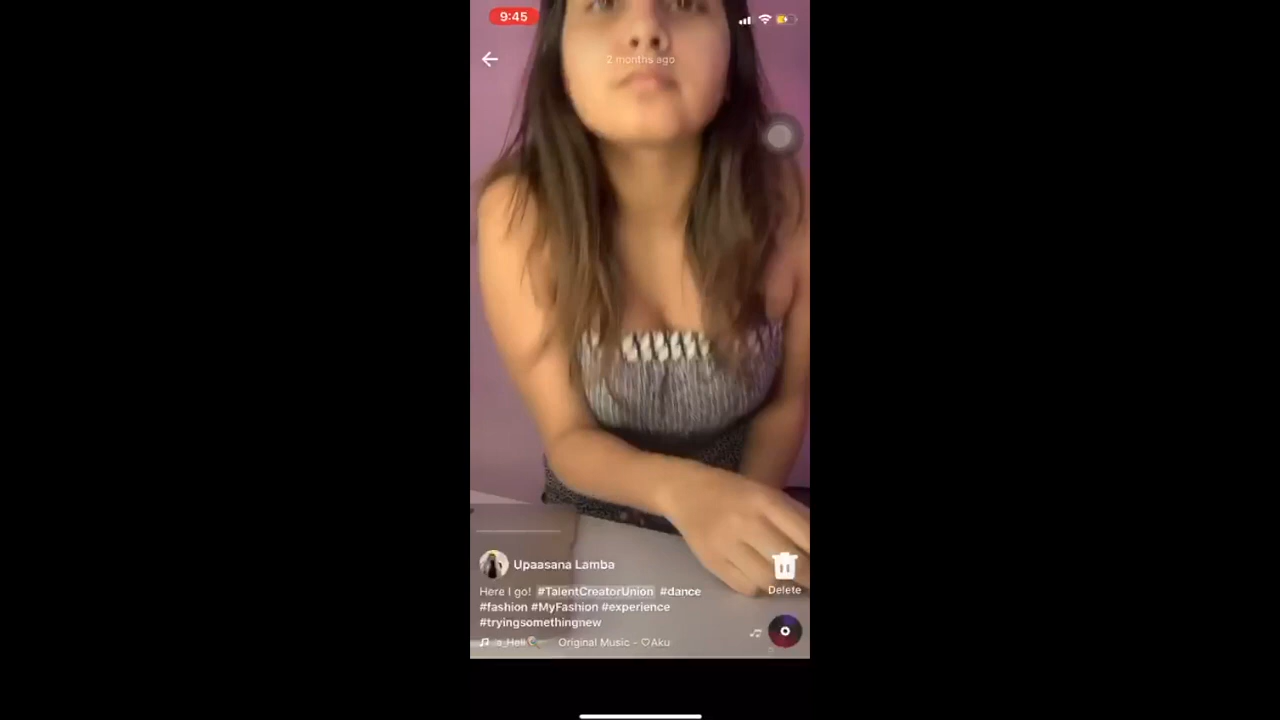 9:45
2 months ago
Upaasana Lamba
Here I go! #TalentCreatorUnion #dance
#fashion #MyFashion #experience
#tryingsomethingnew
Delete
Original Music - ♡Aku